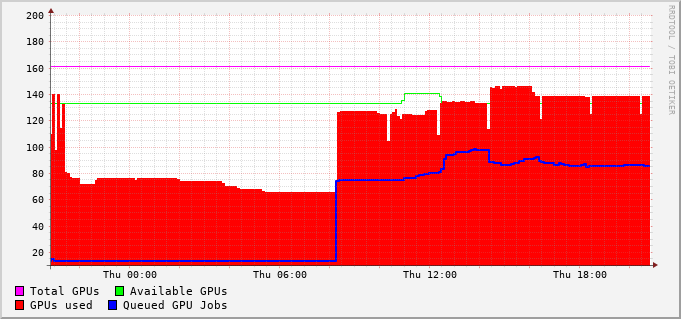 RRDTOOL / TOBI OETIKER
200
180
160
140
120
100
80
60
40
20
Thu 00:00 Thu 06:00 Thu 12:00 Thu 18:00
Total GPUs Available GPUs
GPUs used Queued GPU Jobs